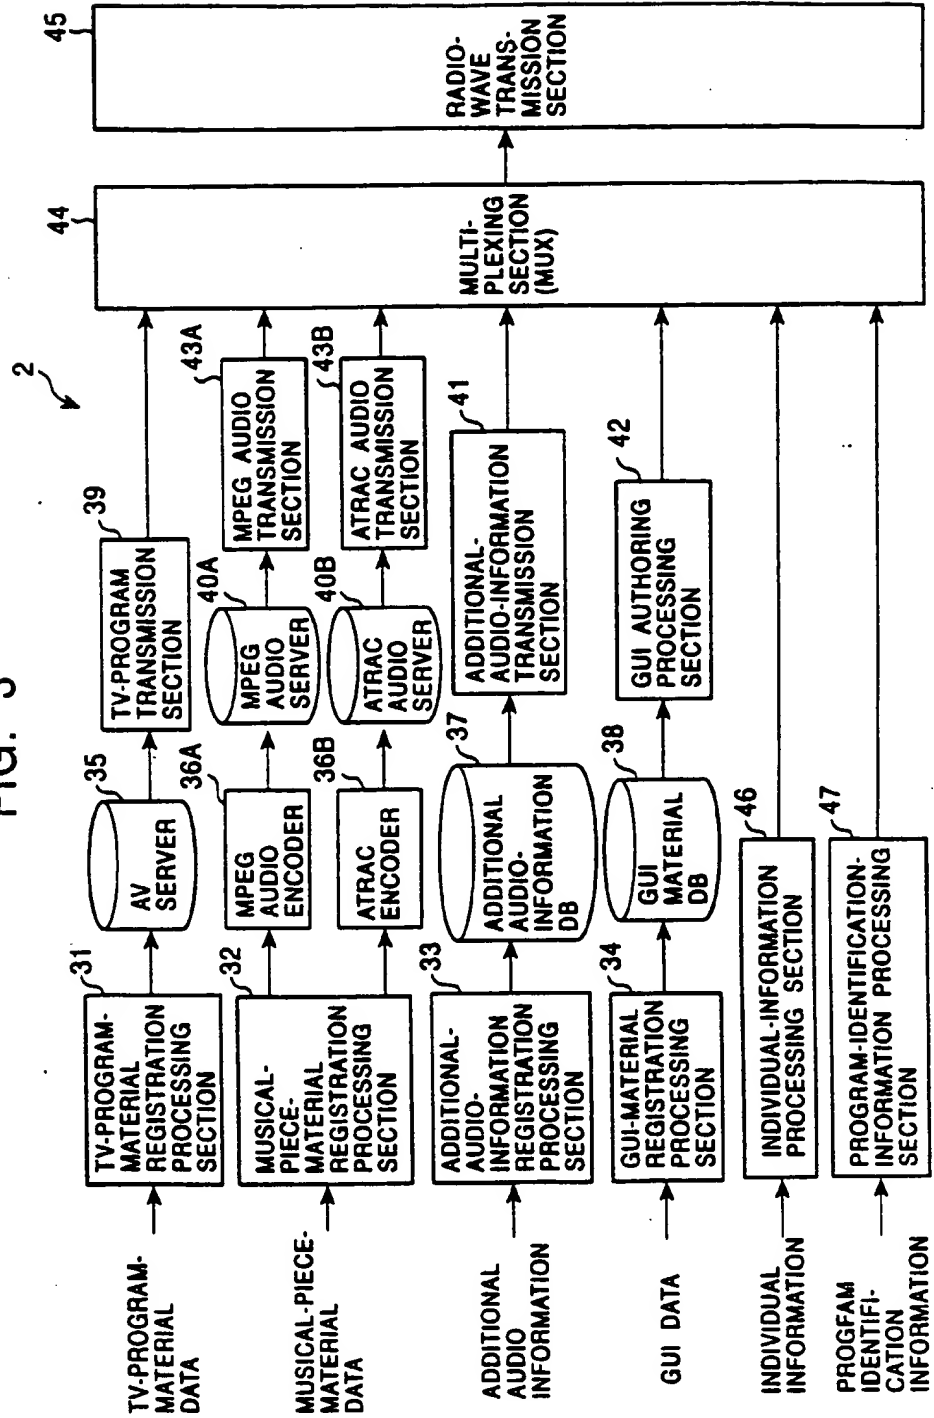 FIG.
2
TV-PROGRAM-
MATERIAL
DATA
31
TV-PROGRAM-
MATERIAL
REGISTRATION
PROCESSING
SECTION
35
AV
SERVER
39
TV-PROGRAM
TRANSMISSION
SECTION
MUSICAL-PIECE-
MATERIAL
DATA
32
MUSICAL-
PIECE-
MATERIAL
REGISTRATION
PROCESSING
SECTION
36A
MPEG
AUDIO
ENCODER
40A
MPEG
AUDIO
SERVER
43A
MPEG AUDIO
TRANSMISSION
SECTION
36B
ATRAC
ENCODER
40B
ATRAC
AUDIO
SERVER
43B
ATRAC AUDIO
TRANSMISSION
SECTION
ADDITIONAL
AUDIO
INFORMATION
33
ADDITIONAL-
AUDIO-
INFORMATION
REGISTRATION
PROCESSING
SECTION
37
ADDITIONAL
AUDIO-
INFORMATION
DB
41
ADDITIONAL-
AUDIO-INFORMATION
TRANSMISSION
SECTION
GUI DATA
34
GUI-MATERIAL
REGISTRATION
PROCESSING
SECTION
38
GUI
MATERIAL
DB
42
GUI AUTHORING
PROCESSING
SECTION
INDIVIDUAL
INFORMATION
46
INDIVIDUAL-INFORMATION
PROCESSING SECTION
PROGFAM
IDENTIFI-
CATION
INFORMATION
47
PROGRAM-IDENTIFICATION-
INFORMATION PROCESSING
SECTION
44
MULTI-
PLEXING
SECTION
(MUX)
45
RADIO-
WAVE
TRANS-
MISSION
SECTION